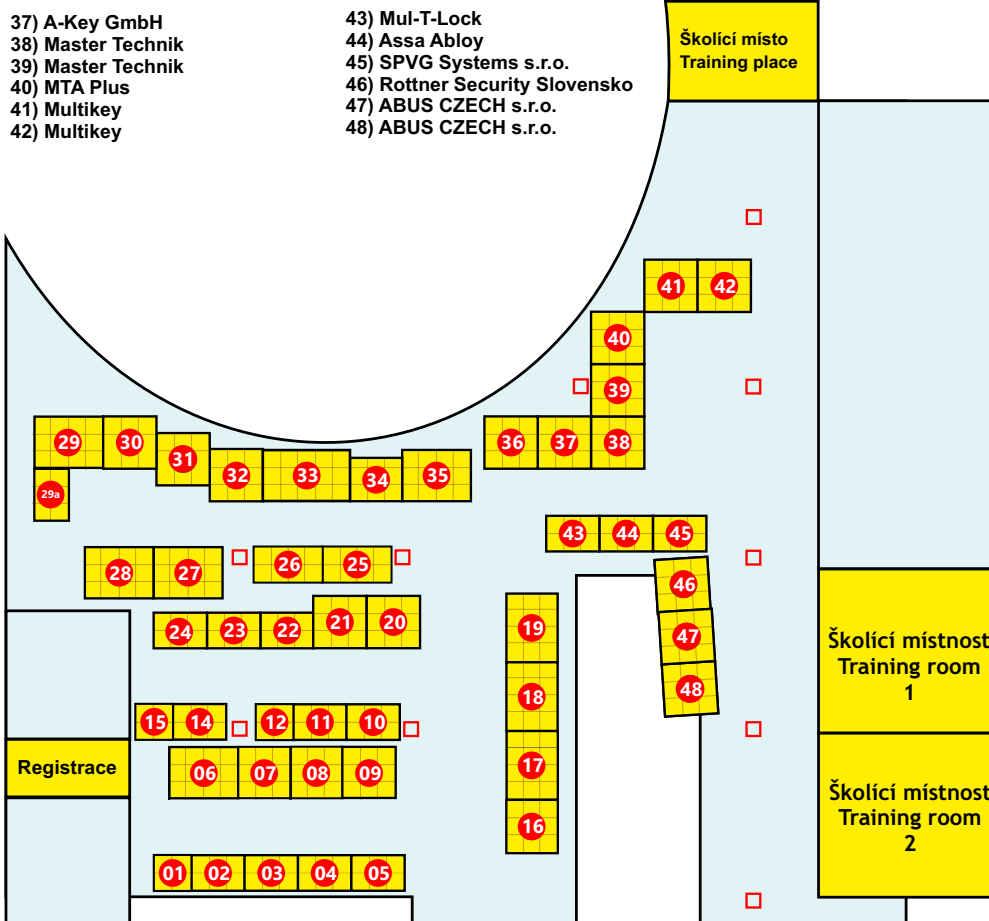 37) A-Key GmbH
38) Master Technik
39) Master Technik
40) MTA Plus
41) Multikey
42) Multikey
43) Mul-T-Lock
44) Assa Abloy
45) SPVG Systems s.r.o.
46) Rottner Security Slovensko
47) ABUS CZECH s.r.o.
48) ABUS CZECH s.r.o.
Školící místo
Training place
41 42
40
39
36 37 38
29 30 31 32 33 34 35
29a
43 44 45
28 27 26 25
46
47
48
24 23 22 21 20
19
18
17
16
15 14 12 11 10
06 07 08 09
01 02 03 04 05
Registrace
Školící místnost
Training room
1
Školící místnost
Training room
2